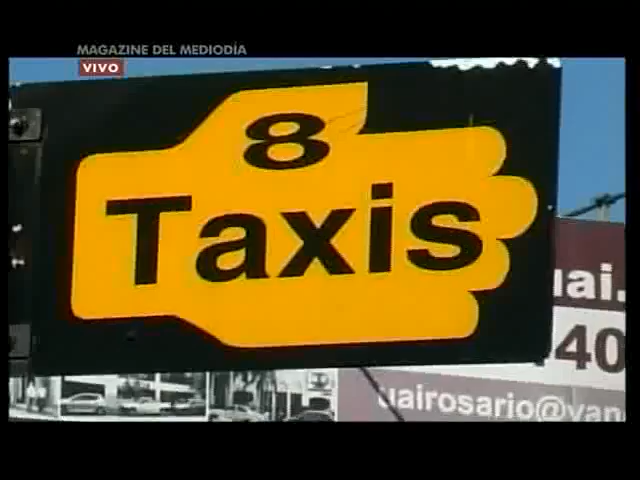 MAGAZINE DEL MEDIODÍA
VIVO
8
Taxis
uai.
40
uairosario@